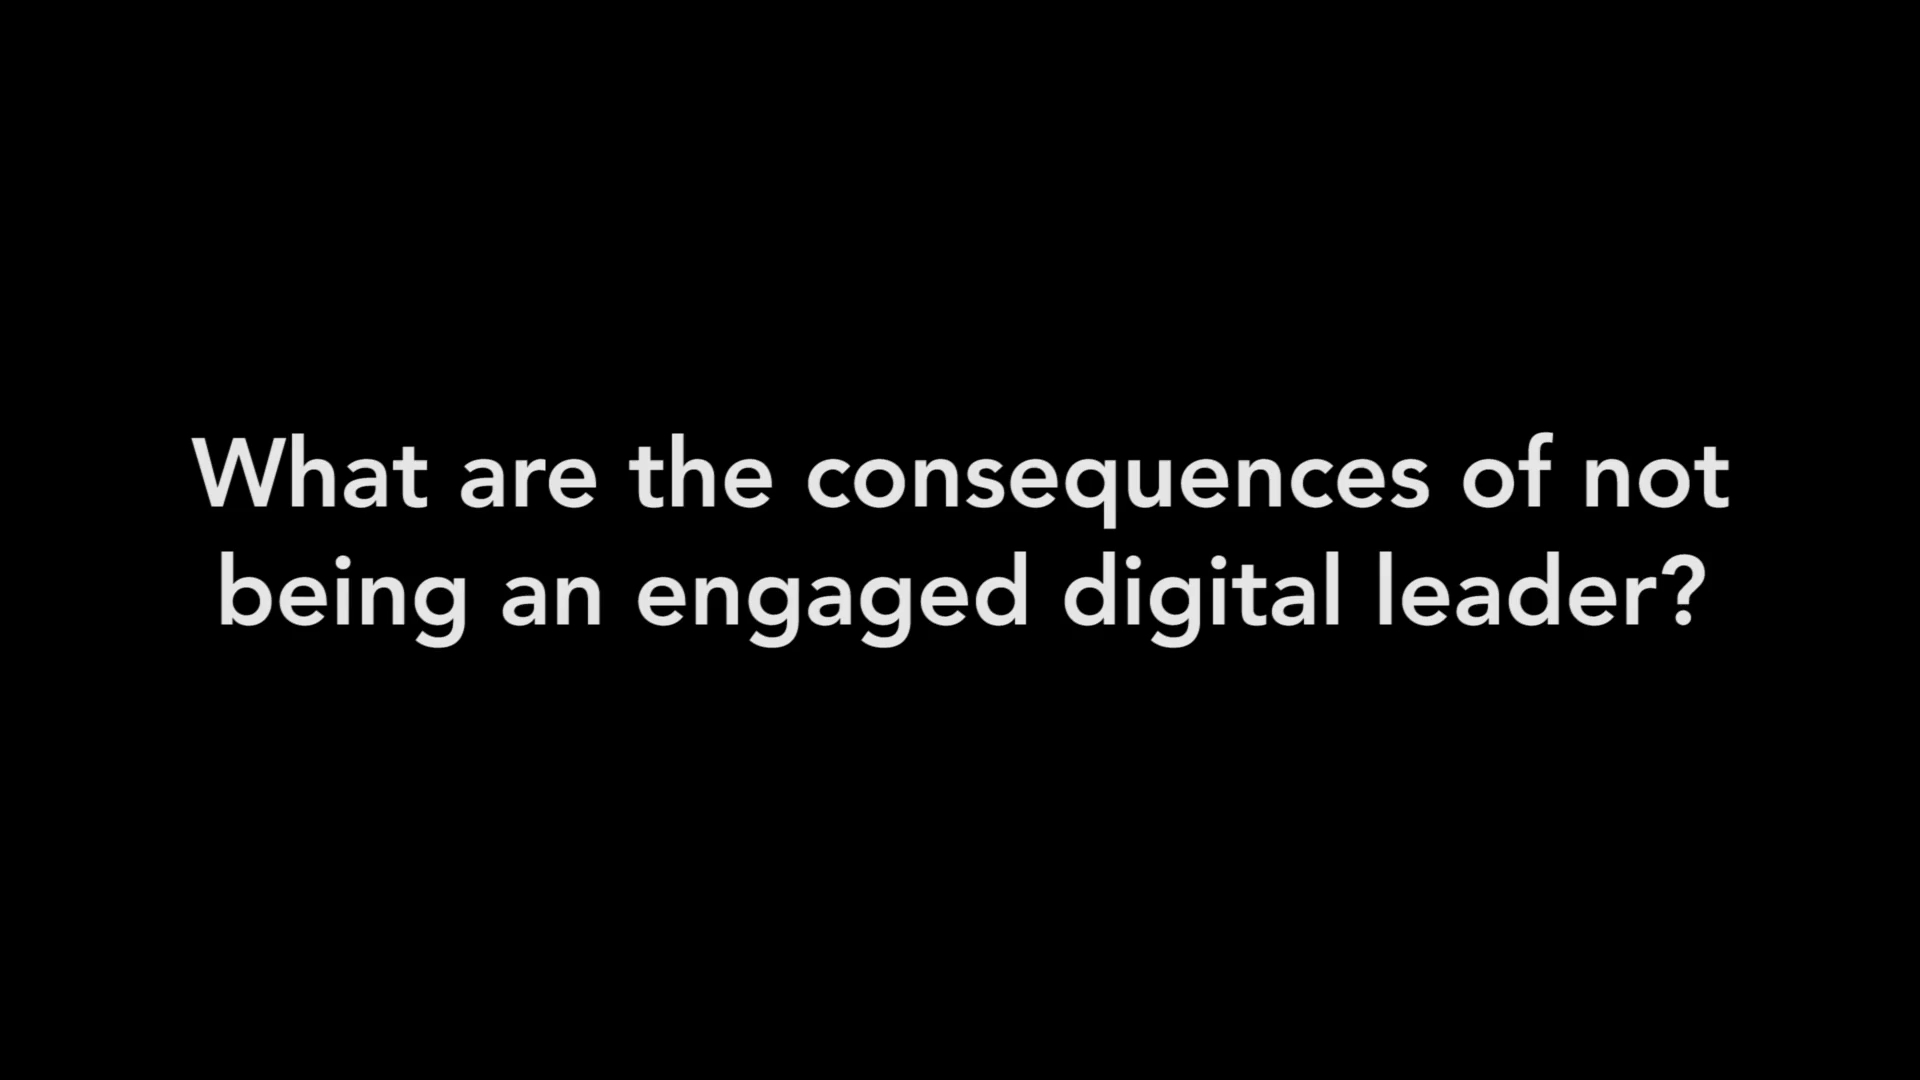 What are the consequences of not
being an engaged digital leader?